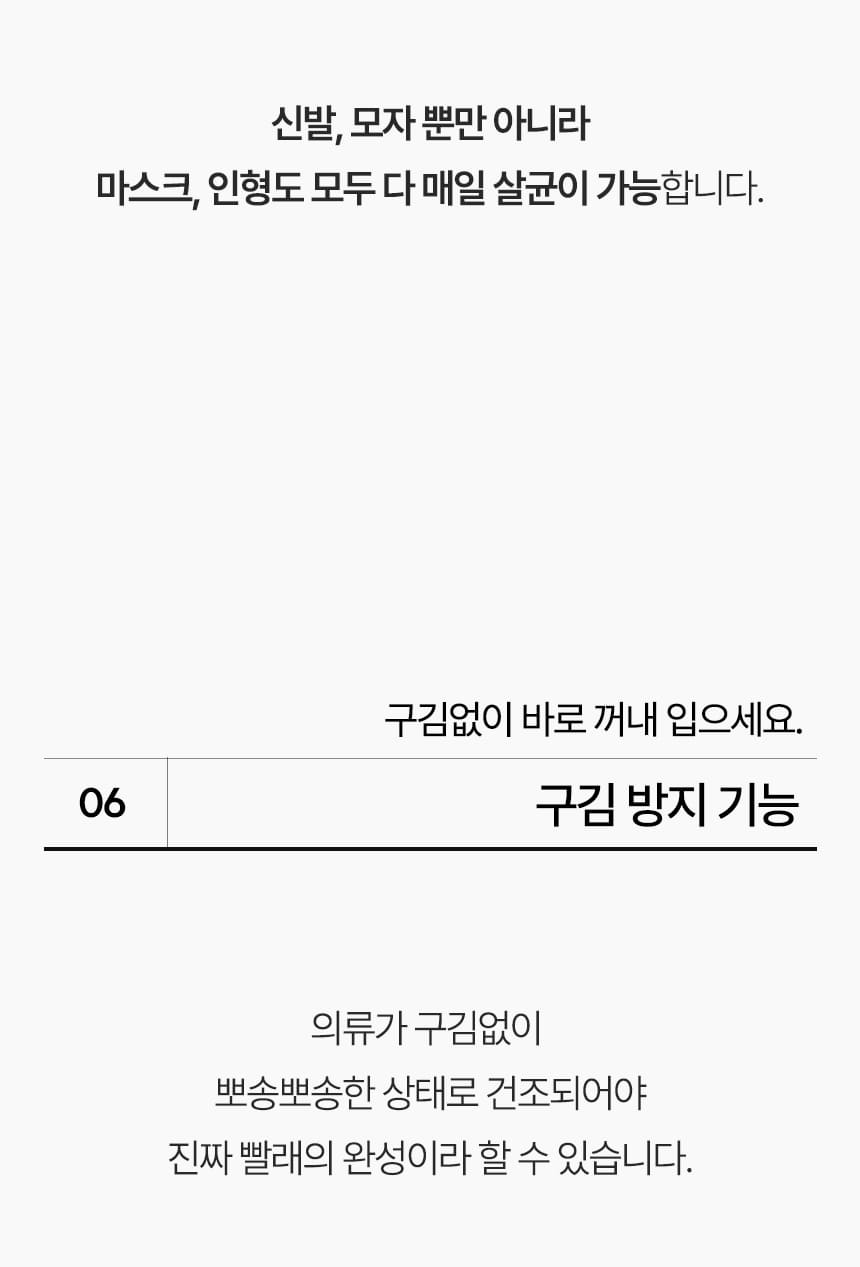 신발, 모자 뿐만 아니라
마스크, 인형도 모두 다 매일 살균이 가능합니다.
구김없이 바로 꺼내 입으세요.
06
구김 방지 기능
의류가 구김없이
뽀송뽀송한 상태로 건조되어야
진짜 빨래의 완성이라 할 수 있습니다.